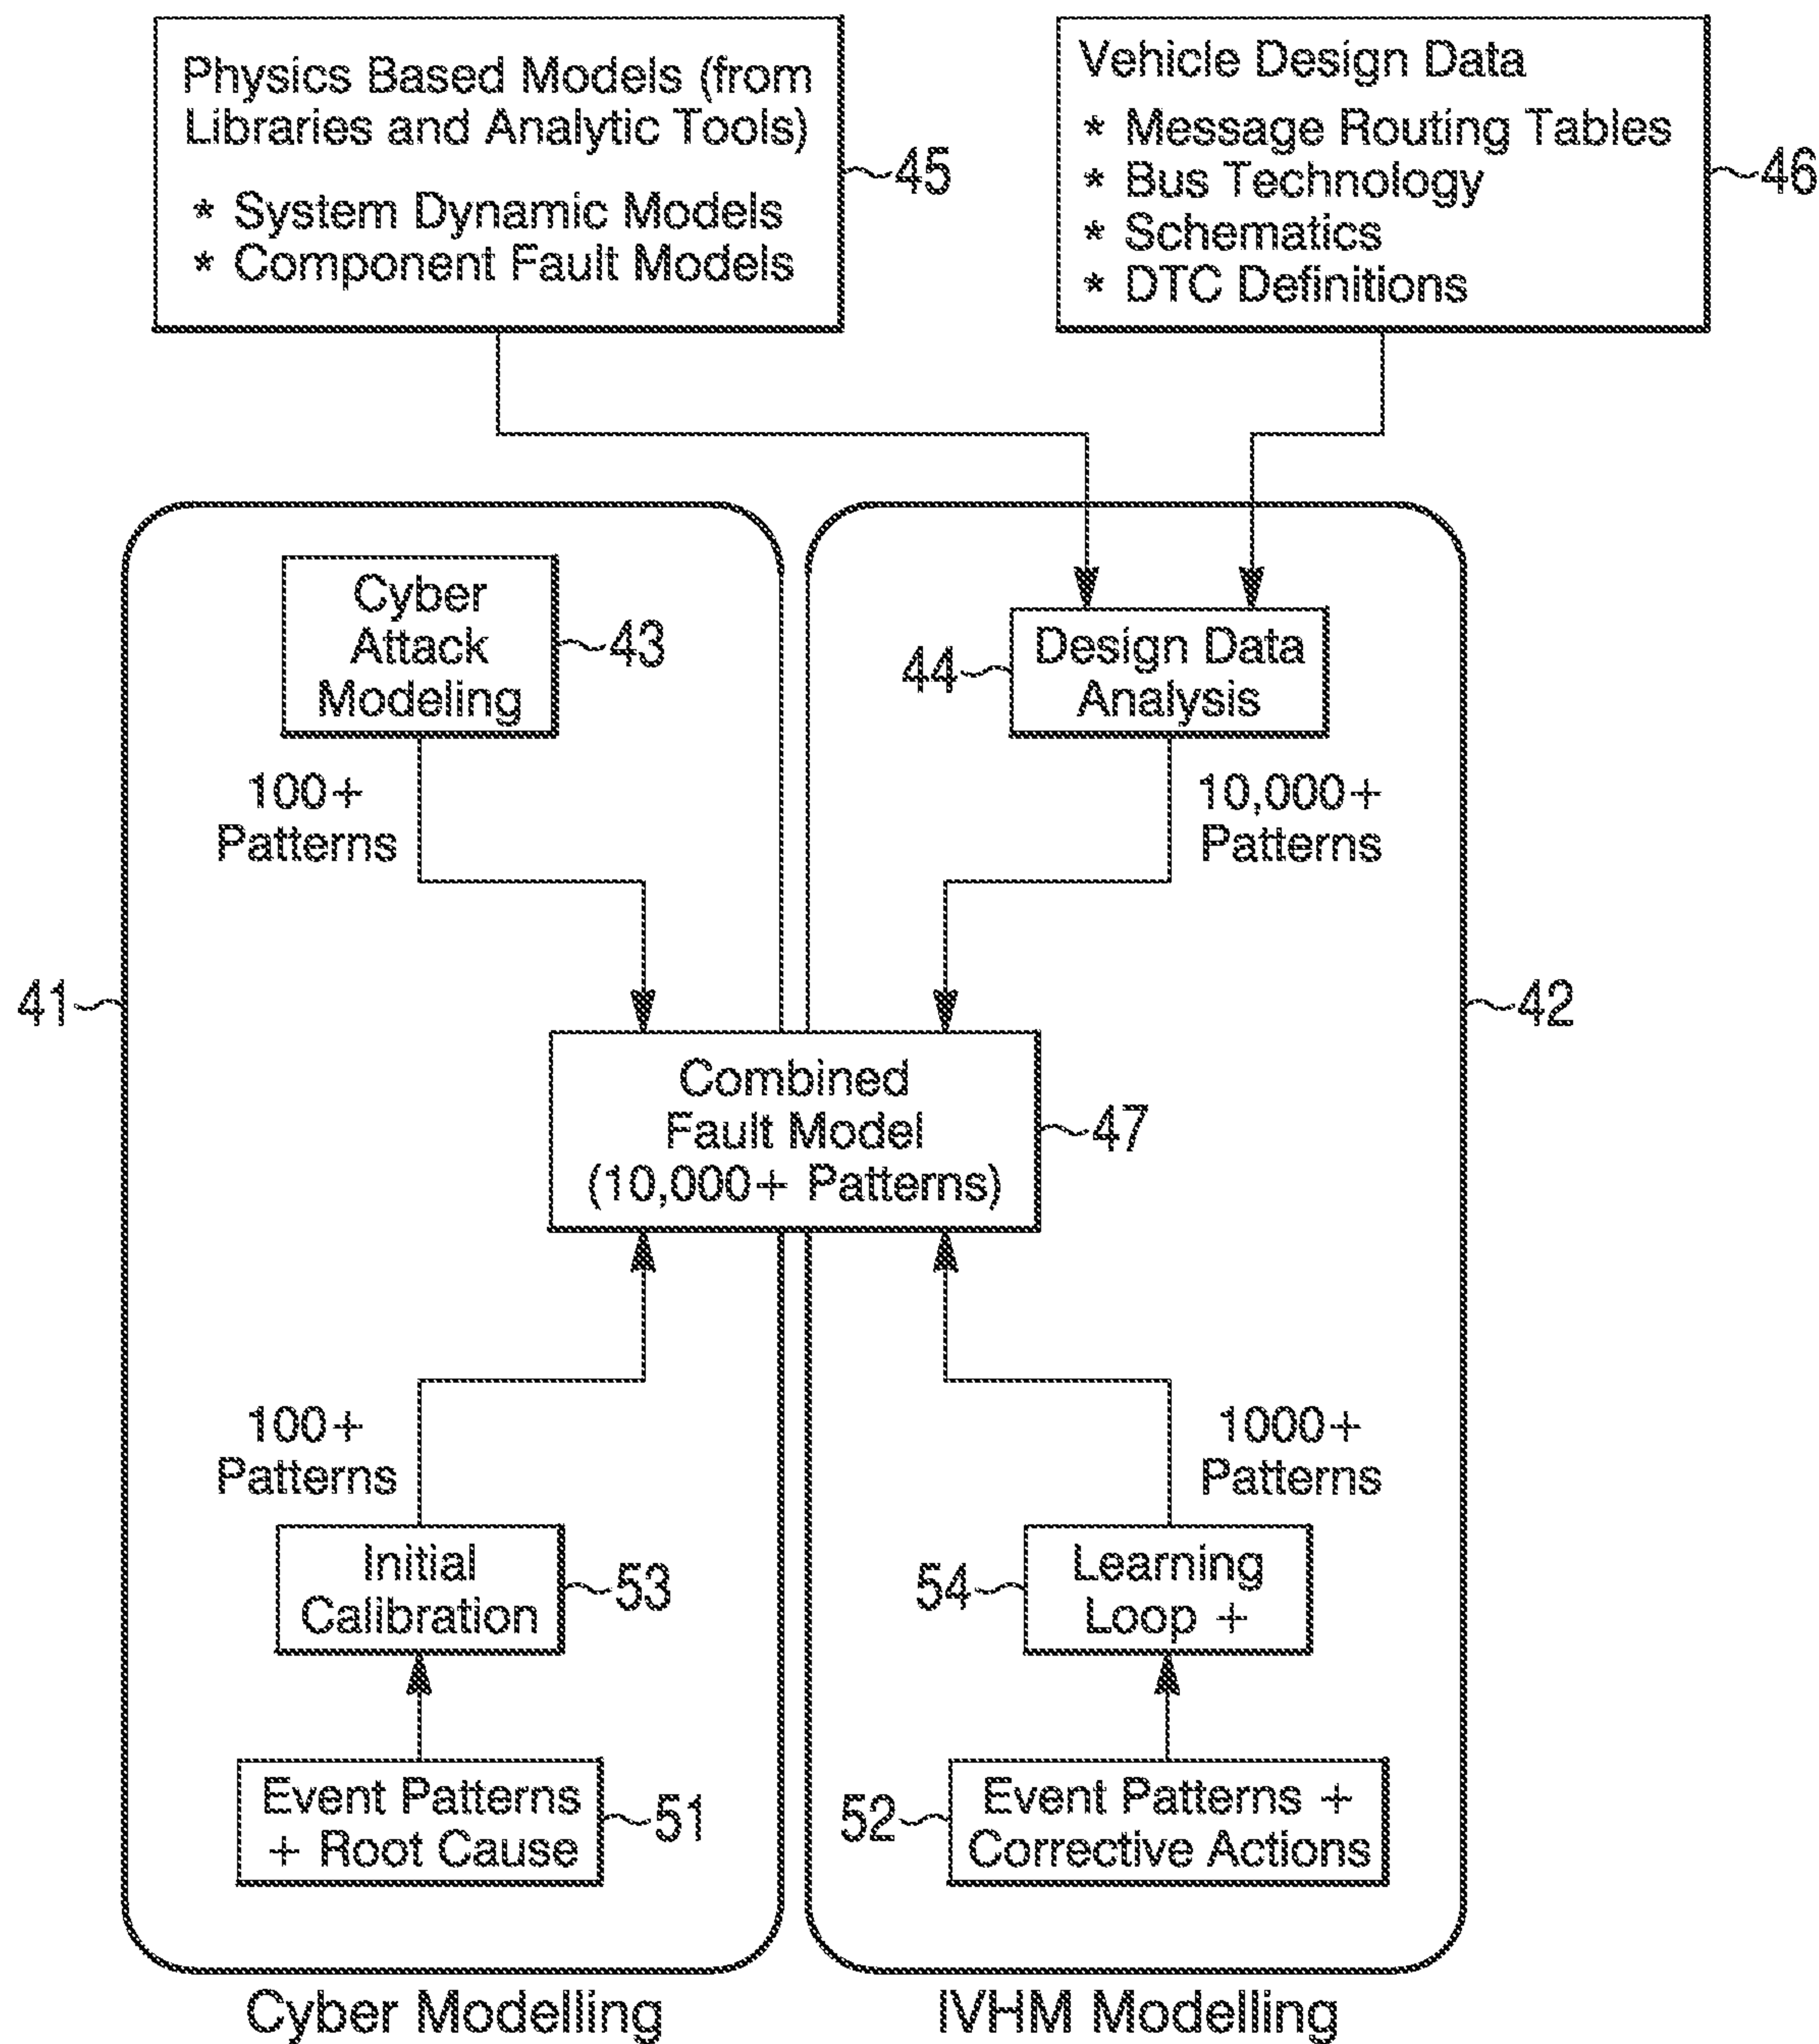 Physics Based Models (from
Libraries and Analytic Tools)
* System Dynamic Models
* Component Fault Models
45
Vehicle Design Data
* Message Routing Tables
* Bus Technology
* Schematics
* DTC Definitions
46
Cyber
Attack
Modeling
43
44
Design Data
Analysis
100+
Patterns
10,000+
Patterns
41
42
Combined
Fault Model
(10,000+ Patterns)
47
100+
Patterns
1000+
Patterns
Initial
Calibration
53
54
Learning
Loop +
Event Patterns
+ Root Cause
51
52
Event Patterns +
Corrective Actions
Cyber Modelling
IVHM Modelling